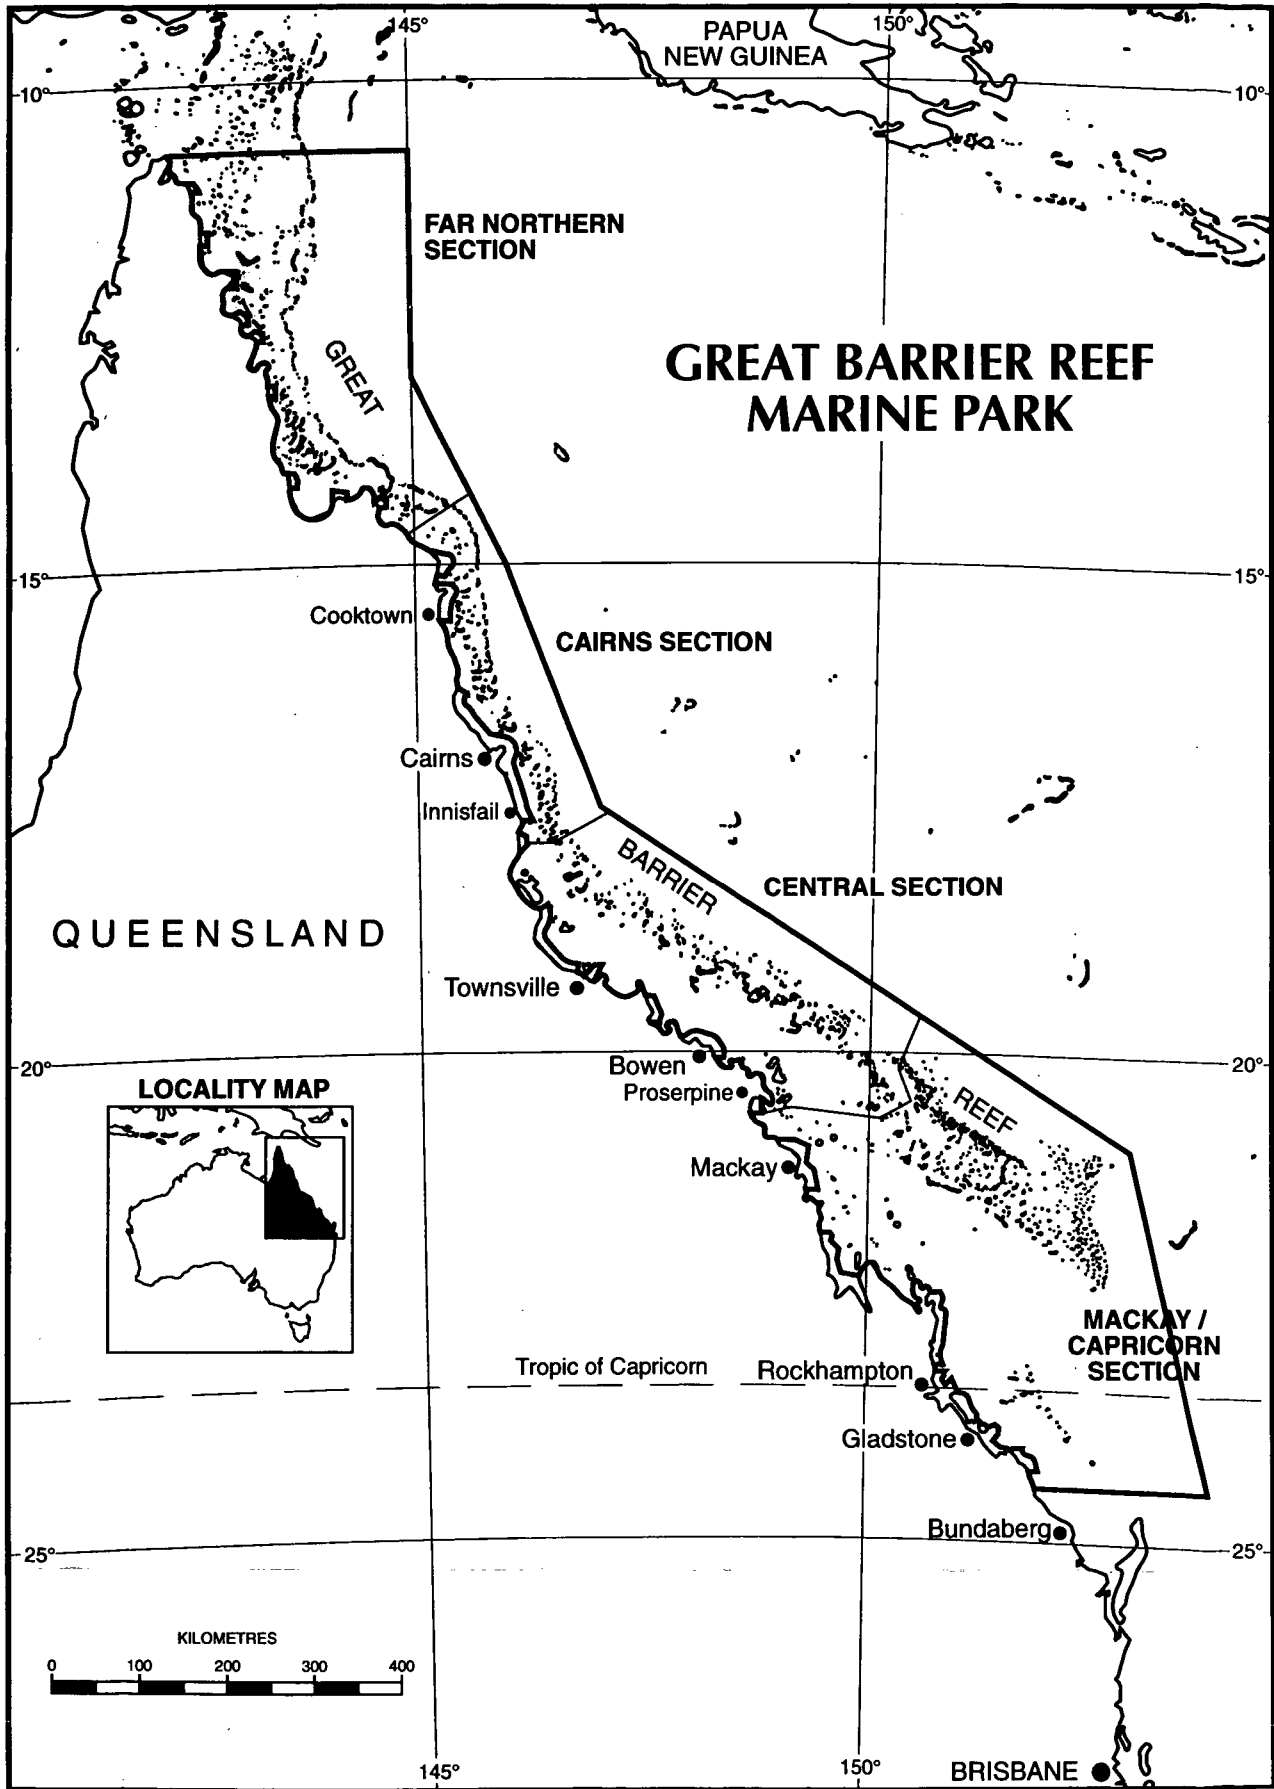 145°
150°
PAPUA
NEW GUINEA
10°
10°
FAR NORTHERN
SECTION
GREAT
GREAT BARRIER REEF
MARINE PARK
15°
15°
Cooktown
CAIRNS SECTION
Cairns
Innisfail
BARRIER
CENTRAL SECTION
QUEENSLAND
Townsville
20°
20°
Bowen
Proserpine
LOCALITY MAP
REEF
Mackay
MACKAY /
CAPRICORN
SECTION
Tropic of Capricorn
Rockhampton
Gladstone
Bundaberg
25°
25°
KILOMETRES
0 100 200 300 400
145°
150°
BRISBANE